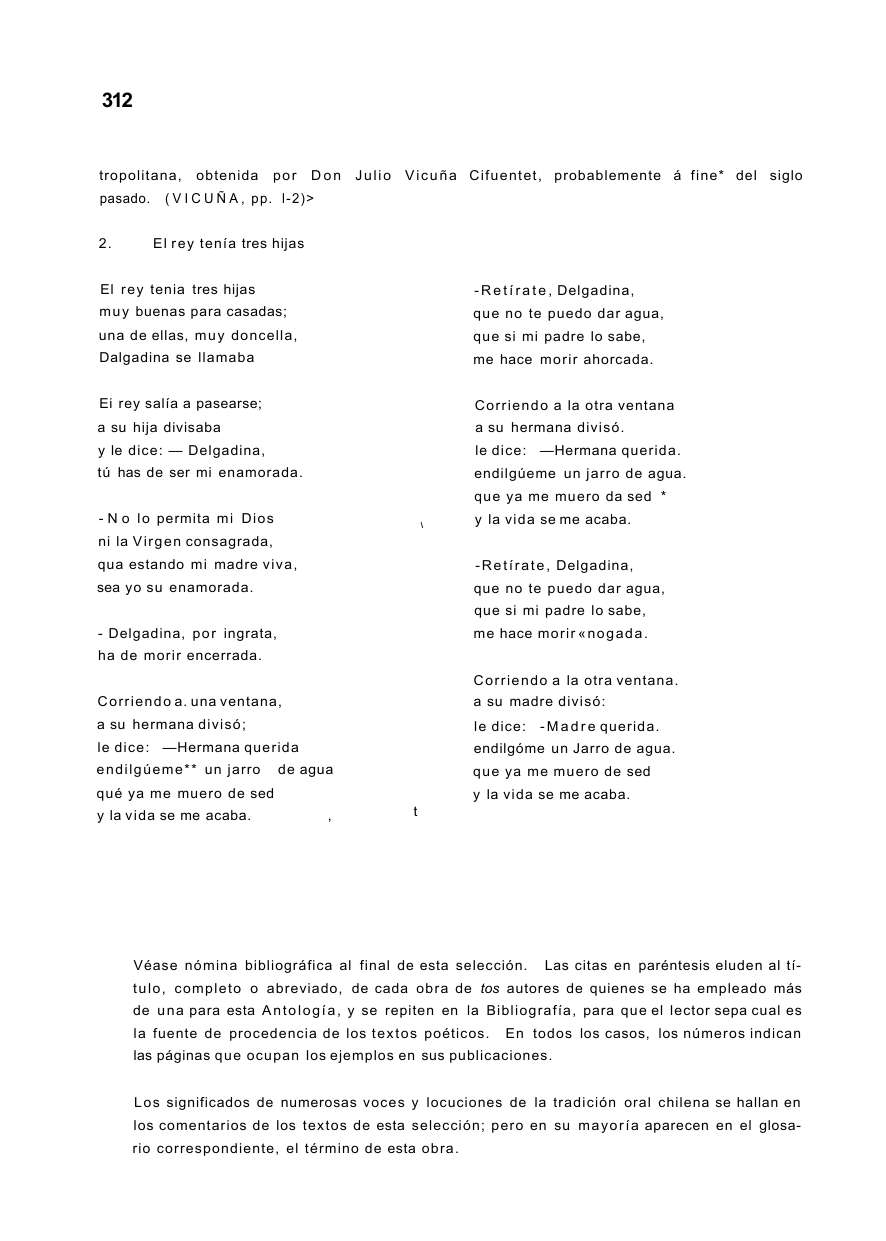 312
tropolitana, obtenida por Don Julio Vicuña Cifuentet, probablemente á fine* del siglo
pasado. (VICUÑA, pp. l-2)>
2. El rey tenía tres hijas
El rey tenia tres hijas
muy buenas para casadas;
una de ellas, muy doncella,
Dalgadina se llamaba
Ei rey salía a pasearse;
a su hija divisaba
y le dice: — Delgadina,
tú has de ser mi enamorada.
-No lo permita mi Dios
ni la Virgen consagrada,
qua estando mi madre viva,
sea yo su enamorada.
- Delgadina, por ingrata,
ha de morir encerrada.
Corriendo a. una ventana,
a su hermana divisó;
le dice: —Hermana querida
endilgúeme** un jarro de agua
qué ya me muero de sed
y la vida se me acaba. ,
\
t
-Retírate, Delgadina,
que no te puedo dar agua,
que si mi padre lo sabe,
me hace morir ahorcada.
Corriendo a la otra ventana
a su hermana divisó.
le dice: —Hermana querida.
endilgúeme un jarro de agua.
que ya me muero da sed *
y la vida se me acaba.
-Retírate, Delgadina,
que no te puedo dar agua,
que si mi padre lo sabe,
me hace morir «nogada.
Corriendo a la otra ventana.
a su madre divisó:
le dice: -Madre querida.
endilgóme un Jarro de agua.
que ya me muero de sed
y la vida se me acaba.
Véase nómina bibliográfica al final de esta selección. Las citas en paréntesis eluden al tí-
tulo, completo o abreviado, de cada obra de tos autores de quienes se ha empleado más
de una para esta Antología, y se repiten en la Bibliografía, para que el lector sepa cual es
la fuente de procedencia de los textos poéticos. En todos los casos, los números indican
las páginas que ocupan los ejemplos en sus publicaciones.
Los significados de numerosas voces y locuciones de la tradición oral chilena se hallan en
los comentarios de los textos de esta selección; pero en su mayoría aparecen en el glosa-
rio correspondiente, el término de esta obra.